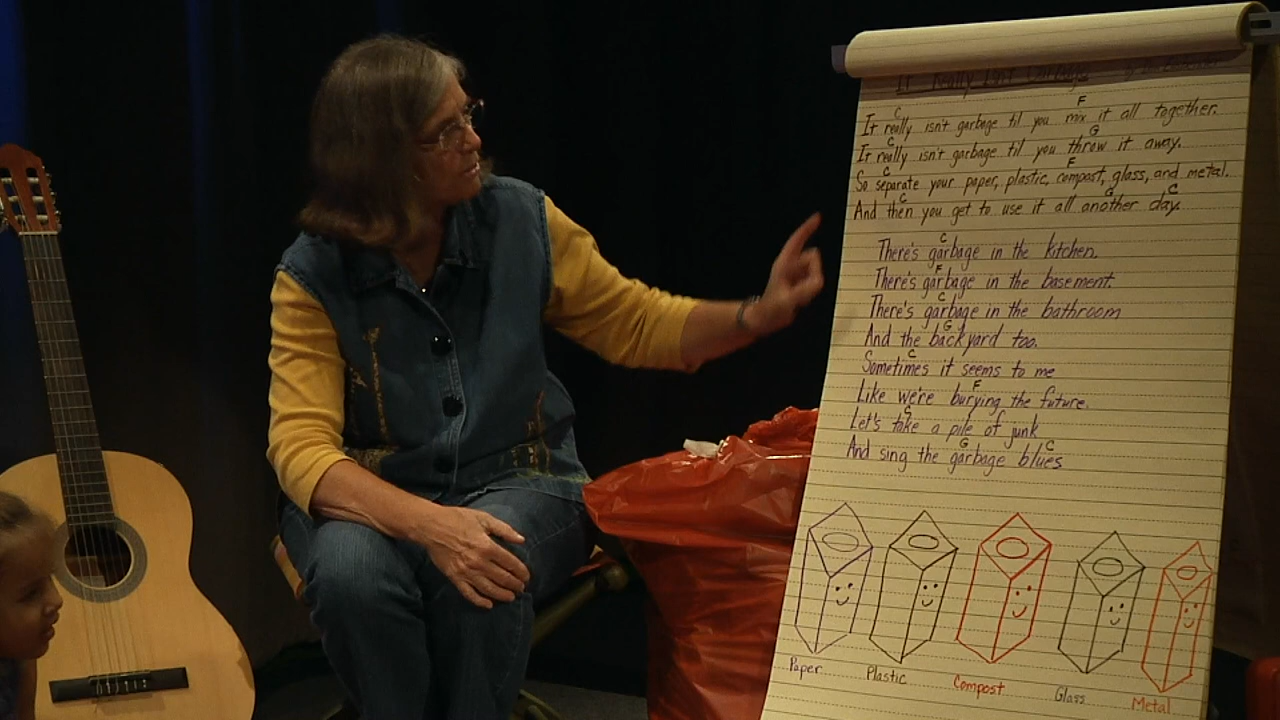 It Really Isn't Garbage
C F
It really isn't garbage til you mix it all together.
C G
It really isn't garbage til you throw it away.
C F
So separate your paper, plastic, compost, glass, and metal.
C G C
And then you get to use it all another day.
C
There's garbage in the kitchen.
F
There's garbage in the basement.
C
There's garbage in the bathroom
G
And the backyard too.
C
Sometimes it seems to me
F
Like we're burying the future.
C
Let's take a pile of junk
G C
And sing the garbage blues
Paper Plastic Compost Glass Metal